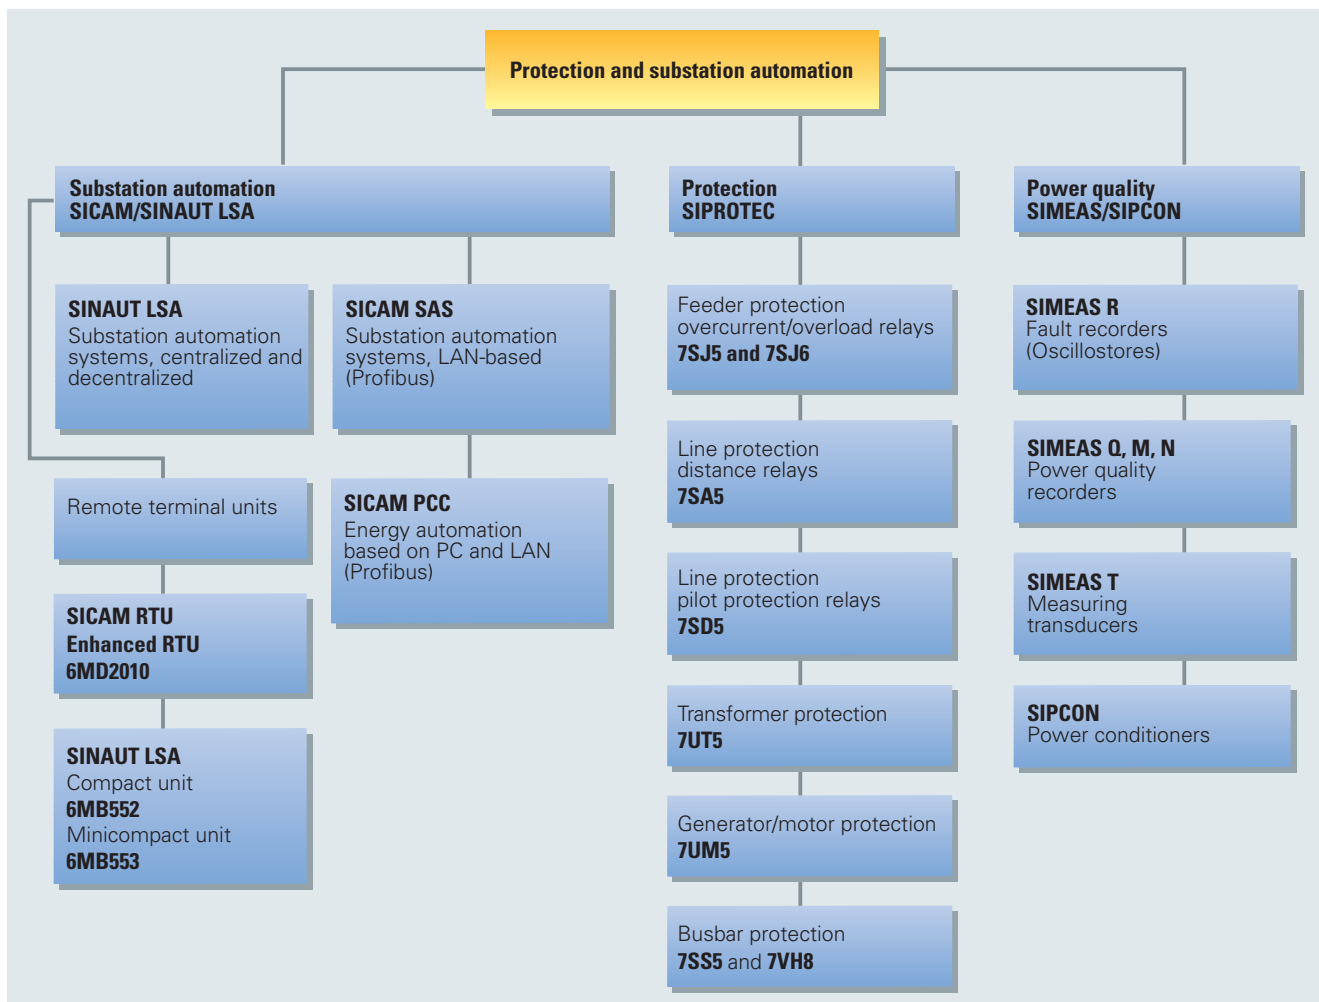 Protection and substation automation
Substation automation
SICAM/SINAUT LSA
SINAUT LSA
Substation automation
systems, centralized and
decentralized
SICAM SAS
Substation automation
systems, LAN-based
(Profibus)
Remote terminal units
SICAM PCC
Energy automation
based on PC and LAN
(Profibus)
SICAM RTU
Enhanced RTU
6MD2010
SINAUT LSA
Compact unit
6MB552
Minicompact unit
6MB553
Protection
SIPROTEC
Feeder protection
overcurrent/overload relays
7SJ5 and 7SJ6
Line protection
distance relays
7SA5
Line protection
pilot protection relays
7SD5
Transformer protection
7UT5
Generator/motor protection
7UM5
Busbar protection
7SS5 and 7VH8
Power quality
SIMEAS/SIPCON
SIMEAS R
Fault recorders
(Oscillostores)
SIMEAS Q, M, N
Power quality
recorders
SIMEAS T
Measuring
transducers
SIPCON
Power conditioners